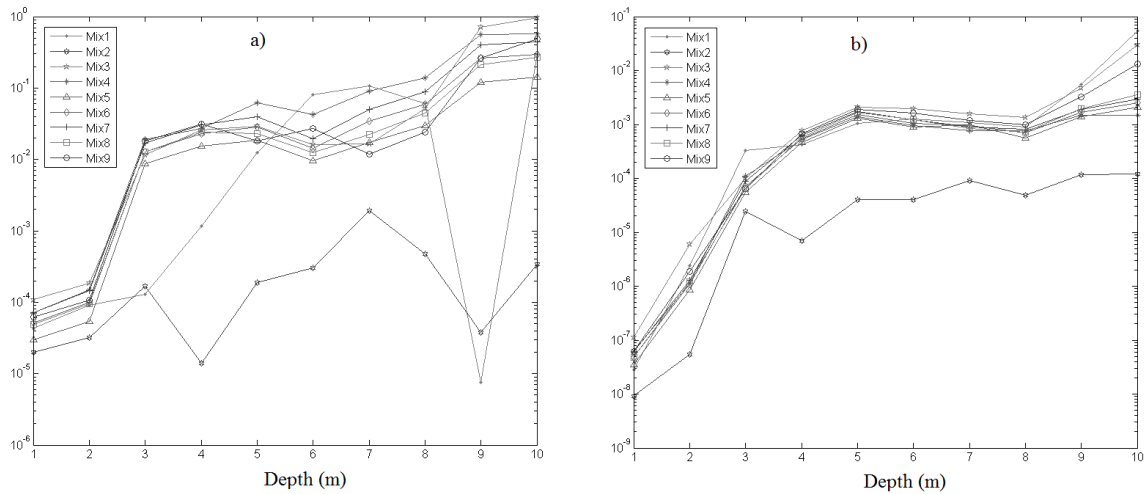 a)
10^0
10^-1
10^-2
10^-3
10^-4
10^-5
10^-6
Mix1
Mix2
Mix3
Mix4
Mix5
Mix6
Mix7
Mix8
Mix9
1 2 3 4 5 6 7 8 9 10
Depth (m)
b)
10^-1
10^-2
10^-3
10^-4
10^-5
10^-6
10^-7
10^-8
10^-9
Mix1
Mix2
Mix3
Mix4
Mix5
Mix6
Mix7
Mix8
Mix9
1 2 3 4 5 6 7 8 9 10
Depth (m)